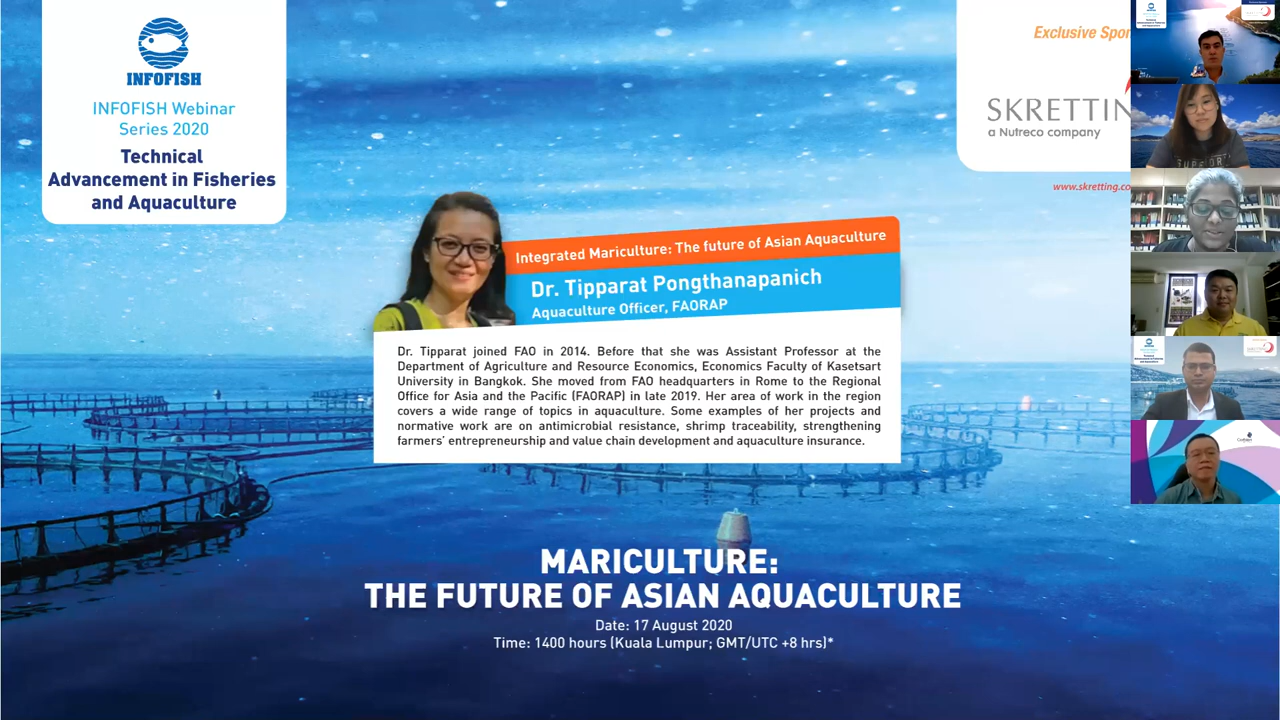 INFOFISH
INFOFISH Webinar
Series 2020
Technical
Advancement in Fisheries
and Aquaculture
Exclusive
SKRETTIN
a Nutreco company
www.skretting.co
Integrated Mariculture: The future of Asian Aquaculture
Dr. Tipparat Pongthanapanich
Aquaculture Officer, FAORAP
Dr. Tipparat joined FAO in 2014. Before that she was Assistant Professor at the
Department of Agriculture and Resource Economics, Economics Faculty of Kasetsart
University in Bangkok. She moved from FAO headquarters in Rome to the Regional
Office for Asia and the Pacific (FAORAP) in late 2019. Her area of work in the region
covers a wide range of topics in aquaculture. Some examples of her projects and
normative work are on antimicrobial resistance, shrimp traceability, strengthening
farmers' entrepreneurship and value chain development and aquaculture insurance.
MARICULTURE:
THE FUTURE OF ASIAN AQUACULTURE
Date: 17 August 2020
Time: 1400 hours (Kuala Lumpur; GMT/UTC +8 hrs)*